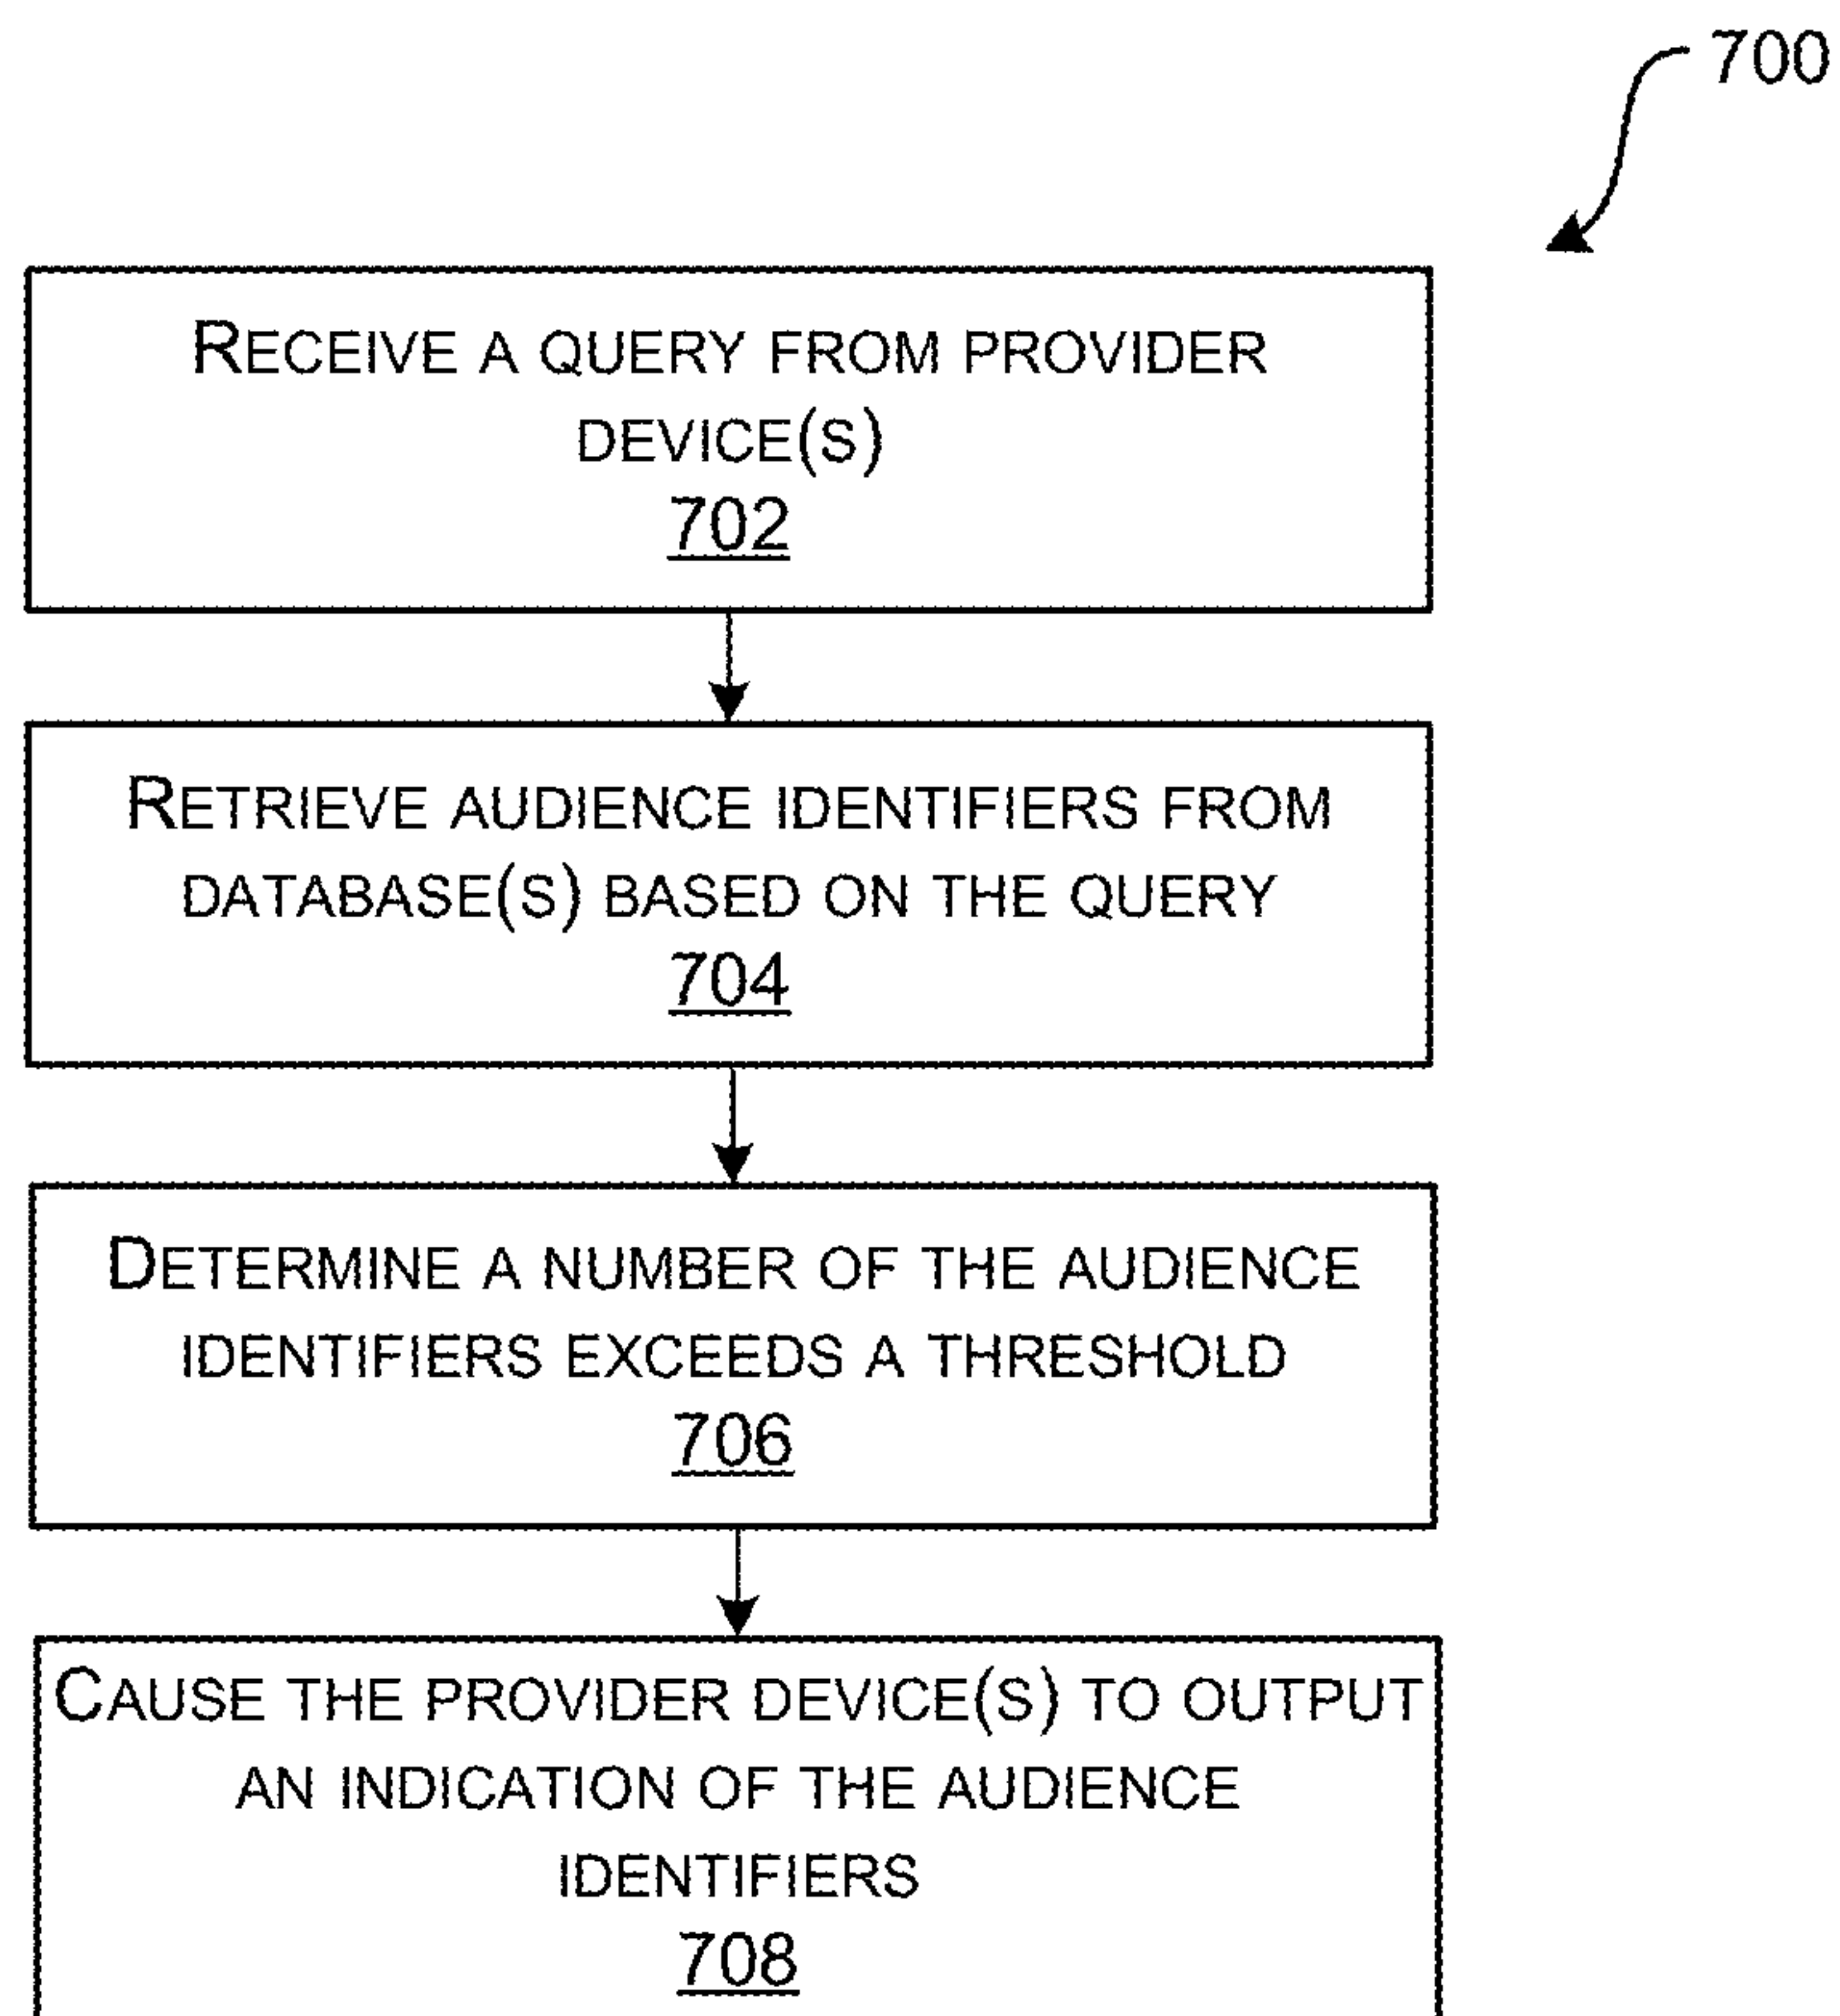 700
RECEIVE A QUERY FROM PROVIDER
DEVICE(S)
702
RETRIEVE AUDIENCE IDENTIFIERS FROM
DATABASE(S) BASED ON THE QUERY
704
DETERMINE A NUMBER OF THE AUDIENCE
IDENTIFIERS EXCEEDS A THRESHOLD
706
CAUSE THE PROVIDER DEVICE(S) TO OUTPUT
AN INDICATION OF THE AUDIENCE
IDENTIFIERS
708